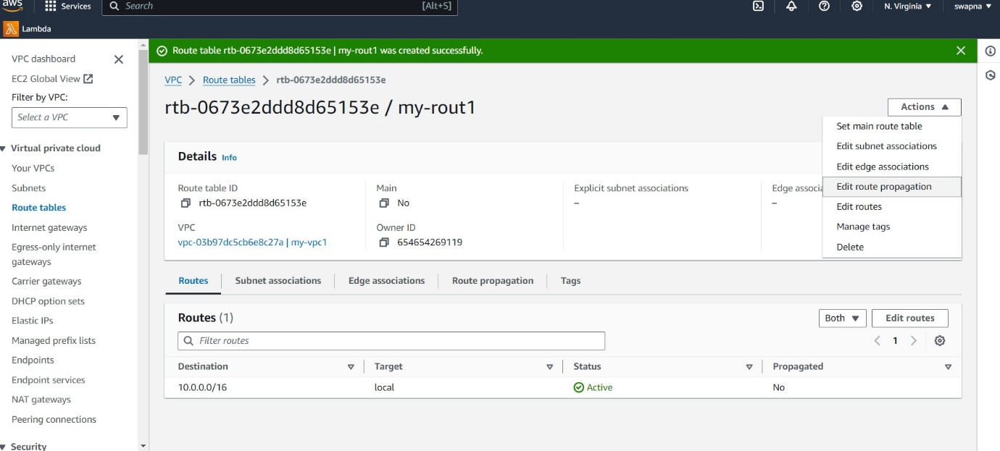 aws
Services
Search
[Alt+S]
N. Virginia
swapna
Lambda
VPC dashboard
EC2 Global View
Filter by VPC:
Select a VPC
Virtual private cloud
Your VPCs
Subnets
Route tables
Internet gateways
Egress-only internet
gateways
Carrier gateways
DHCP option sets
Elastic IPs
Managed prefix lists
Endpoints
Endpoint services
NAT gateways
Peering connections
Security
Route table rtb-0673e2ddd8d65153e | my-rout1 was created successfully.
VPC > Route tables > rtb-0673e2ddd8d65153e
rtb-0673e2ddd8d65153e / my-rout1
Actions
Set main route table
Edit subnet associations
Edit edge associations
Edit route propagation
Edit routes
Manage tags
Delete
Details Info
Route table ID
rtb-0673e2ddd8d65153e
Main
No
Explicit subnet associations
–
Edge associa
–
VPC
vpc-03b97dc5cb6e8c27a | my-vpc1
Owner ID
654654269119
Routes Subnet associations Edge associations Route propagation Tags
Routes (1)
Both
Edit routes
Filter routes
1
Destination Target Status Propagated
10.0.0.0/16 local Active No